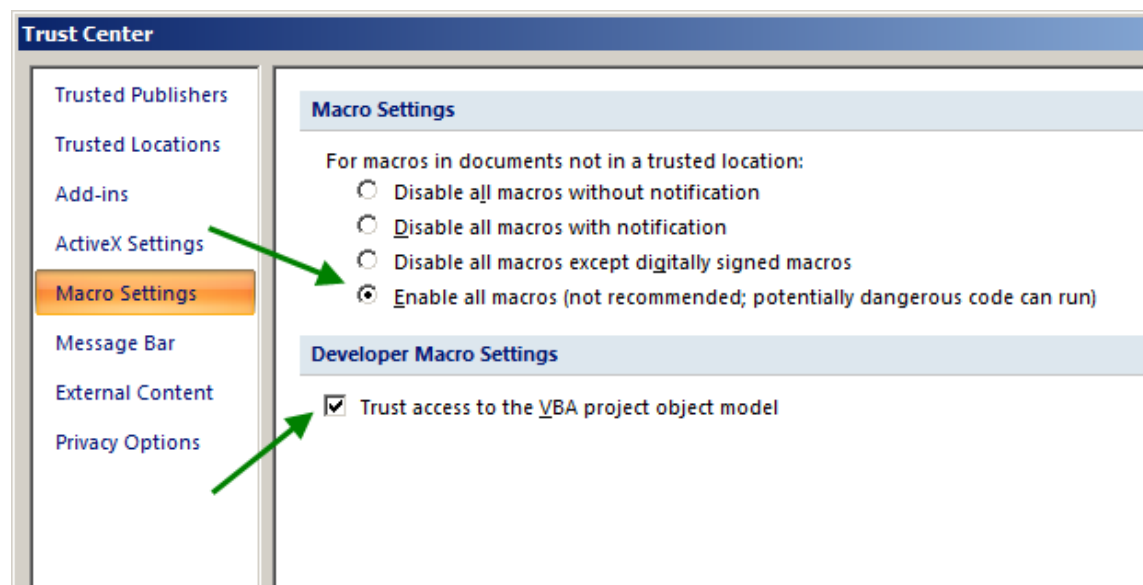 Trust Center
Trusted Publishers
Trusted Locations
Add-ins
ActiveX Settings
Macro Settings
Message Bar
External Content
Privacy Options
Macro Settings
For macros in documents not in a trusted location:
Disable all macros without notification
Disable all macros with notification
Disable all macros except digitally signed macros
Enable all macros (not recommended; potentially dangerous code can run)
Developer Macro Settings
Trust access to the VBA project object model